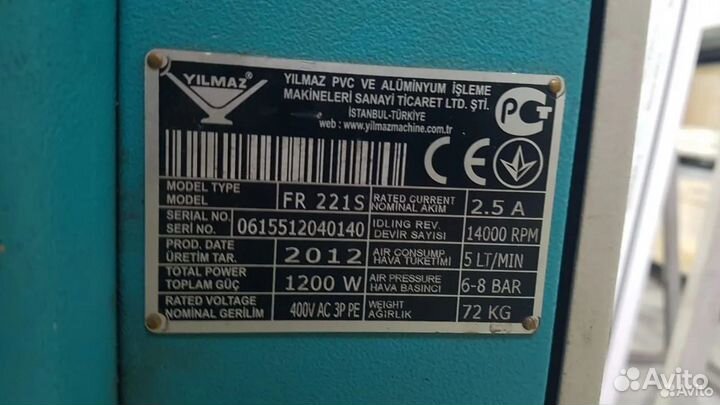 YILMAZ®
YILMAZ PVC VE ALÜMİNYUM İŞLEME
MAKİNELERİ SANAYİ TİCARET LTD. ŞTİ.
İSTANBUL-TÜRKİYE
web : www.yilmazmachine.com.tr
PCT
CE
MODEL TYPE
MODEL
FR 221S
RATED CURRENT
NOMİNAL AKIM
2.5 A
SERIAL NO.
SERİ NO.
0615512040140
IDLING REV.
DEVİR SAYISI
14000 RPM
PROD. DATE
ÜRETİM TAR.
2012
AIR CONSUMP
HAVA TÜKETİMİ
5 LT/MIN
TOTAL POWER
TOPLAM GÜÇ
1200 W
AIR PRESSURE
HAVA BASINCI
6-8 BAR
RATED VOLTAGE
NOMİNAL GERİLİM
400V AC 3P PE
WEIGHT
AĞIRLIK
72 KG
Avito
Avito